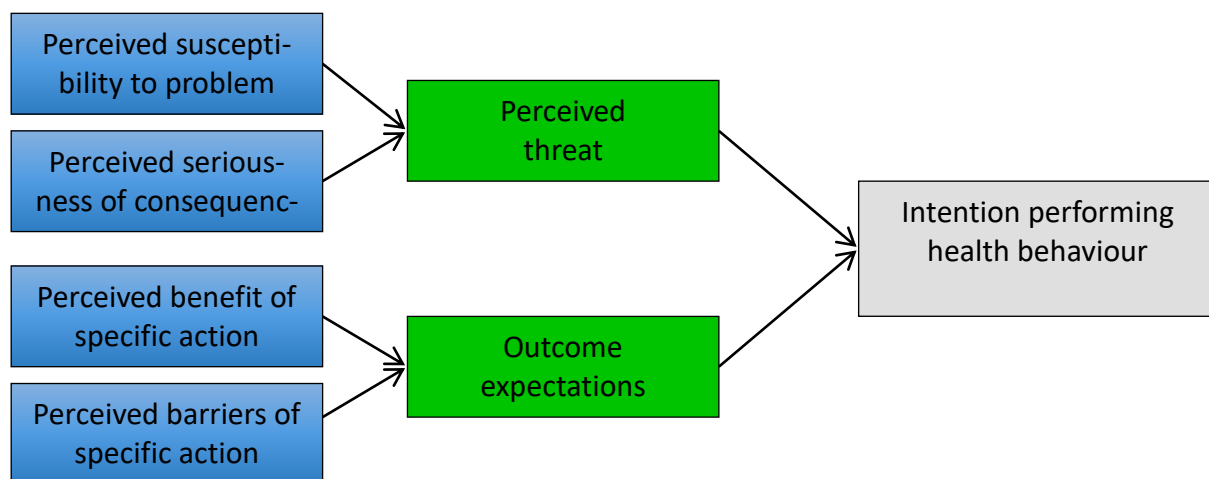 Perceived suscepti-
bility to problem
Perceived serious-
ness of consequenc-
Perceived benefit of
specific action
Perceived barriers of
specific action
Perceived
threat
Outcome
expectations
Intention performing
health behaviour